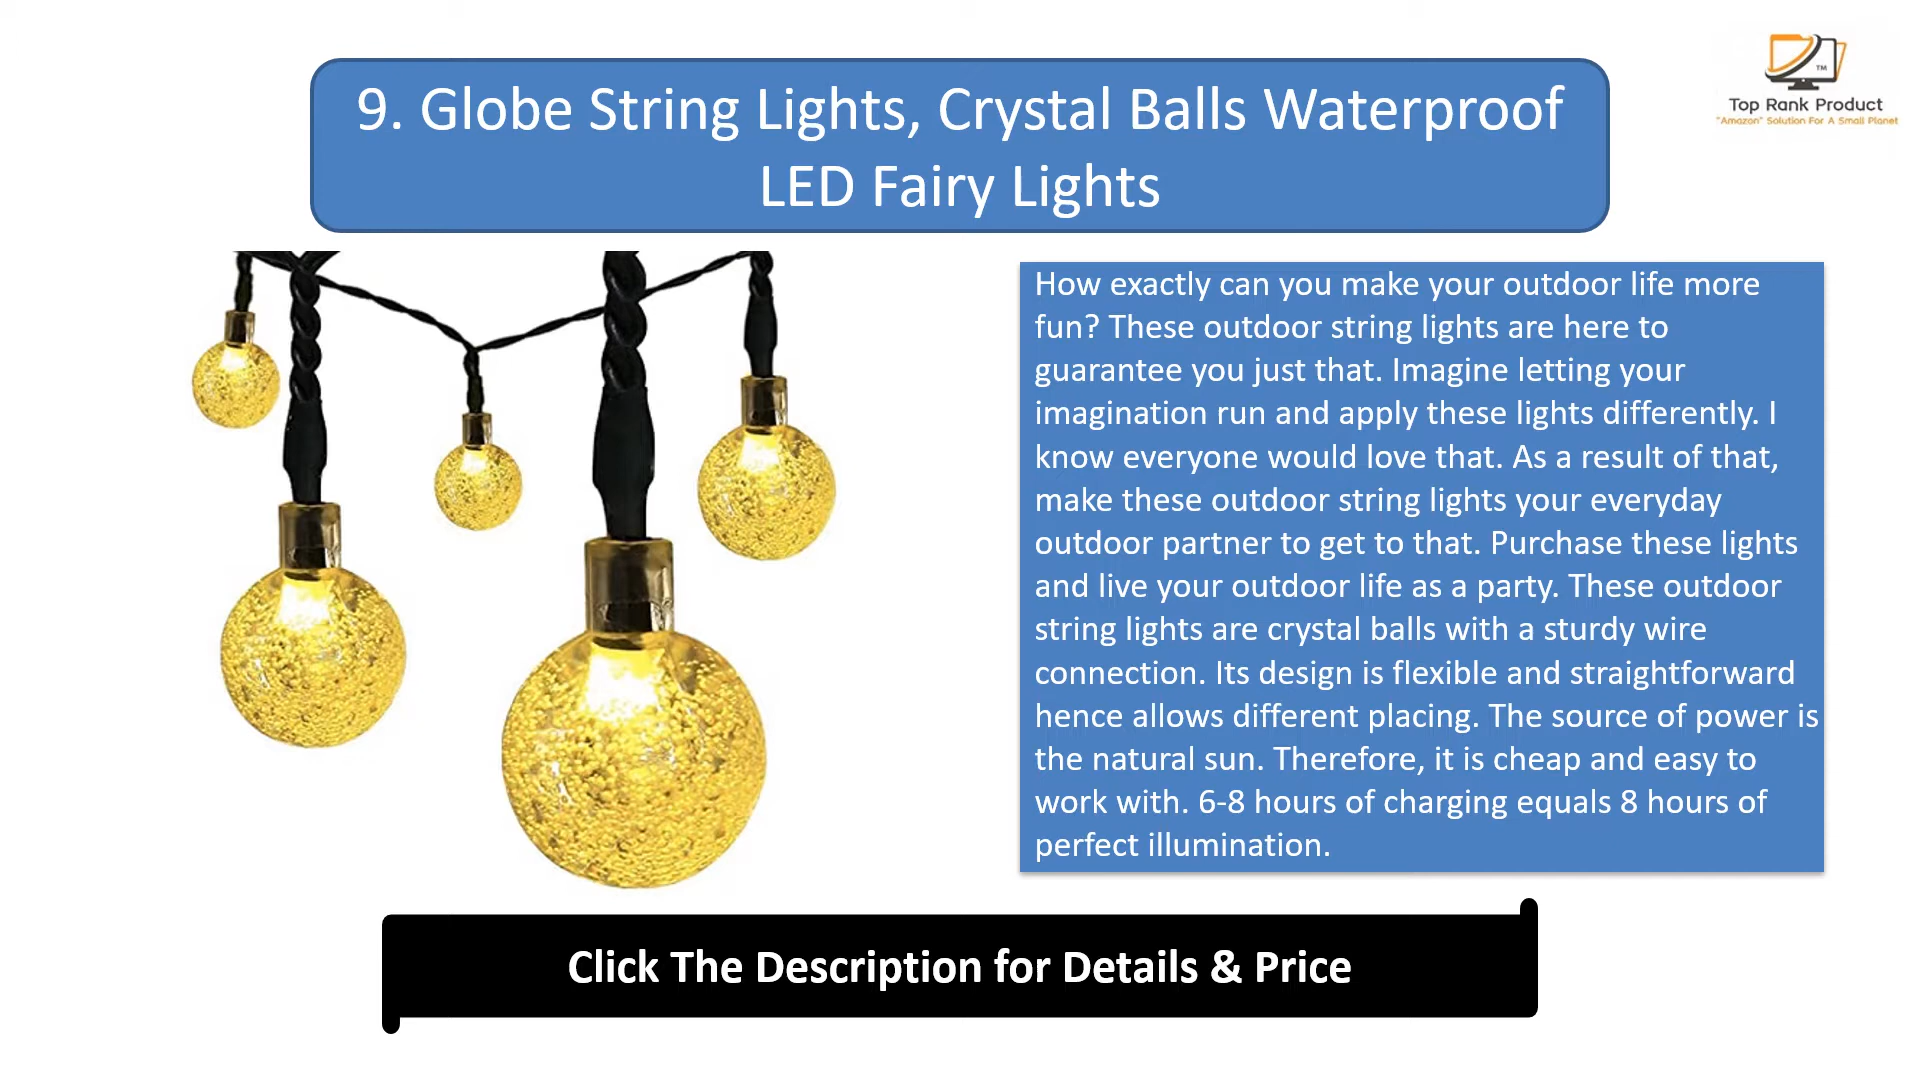 9. Globe String Lights, Crystal Balls Waterproof
LED Fairy Lights
TM
Top Rank Product
"Amazon" Solution For A Small Planet
How exactly can you make your outdoor life more
fun? These outdoor string lights are here to
guarantee you just that. Imagine letting your
imagination run and apply these lights differently. I
know everyone would love that. As a result of that,
make these outdoor string lights your everyday
outdoor partner to get to that. Purchase these lights
and live your outdoor life as a party. These outdoor
string lights are crystal balls with a sturdy wire
connection. Its design is flexible and straightforward
hence allows different placing. The source of power is
the natural sun. Therefore, it is cheap and easy to
work with. 6-8 hours of charging equals 8 hours of
perfect illumination.
Click The Description for Details & Price